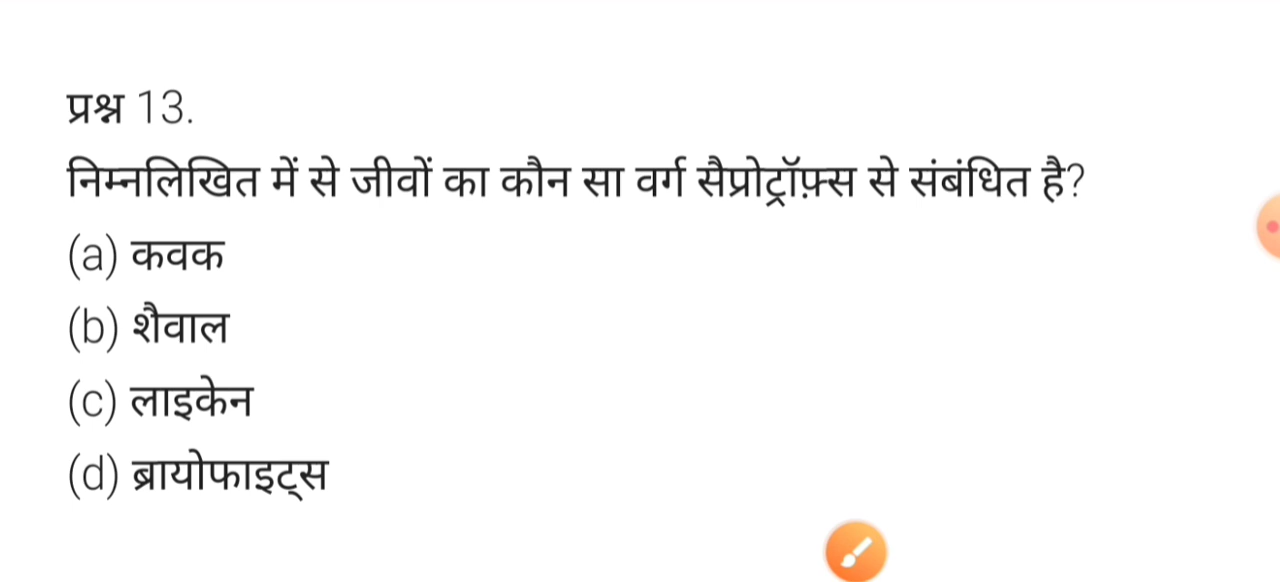 प्रश्न 13.
निम्नलिखित में से जीवों का कौन सा वर्ग सैप्रोट्रॉफ़्स से संबंधित है?
(a) कवक
(b) शैवाल
(c) लाइकेन
(d) ब्रायोफाइट्स